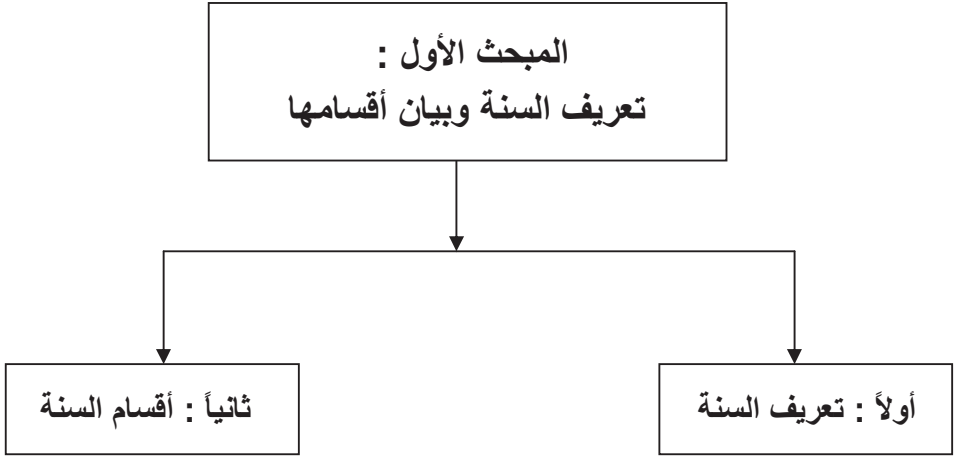 المبحث الأول :
تعريف السنة وبيان أقسامها
أولاً : تعريف السنة
ثانياً : أقسام السنة